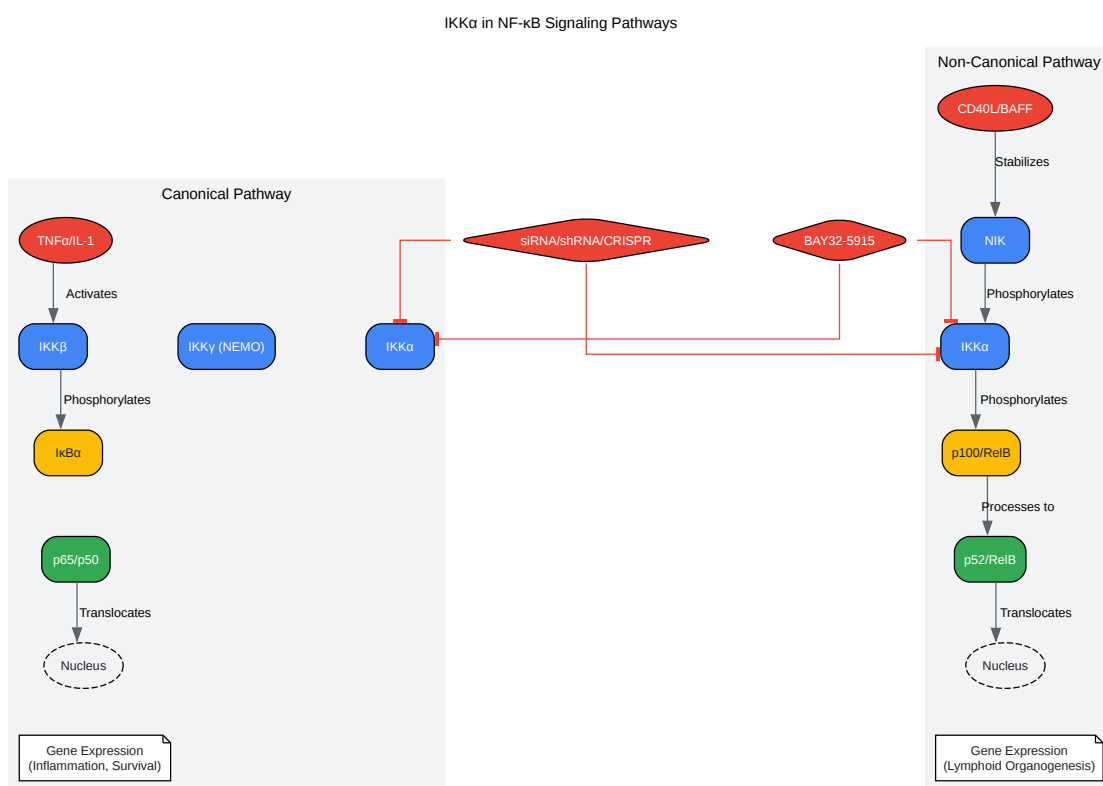 IKKα in NF-κB Signaling Pathways
Canonical Pathway
TNFα/IL-1
Activates
IKKβ
IKKγ (NEMO)
IKKα
Phosphorylates
IκBα
p65/p50
Translocates
Nucleus
Gene Expression
(Inflammation, Survival)
siRNA/shRNA/CRISPR
BAY32-5915
Non-Canonical Pathway
CD40L/BAFF
Stabilizes
NIK
Phosphorylates
IKKα
Phosphorylates
p100/RelB
Processes to
p52/RelB
Translocates
Nucleus
Gene Expression
(Lymphoid Organogenesis)